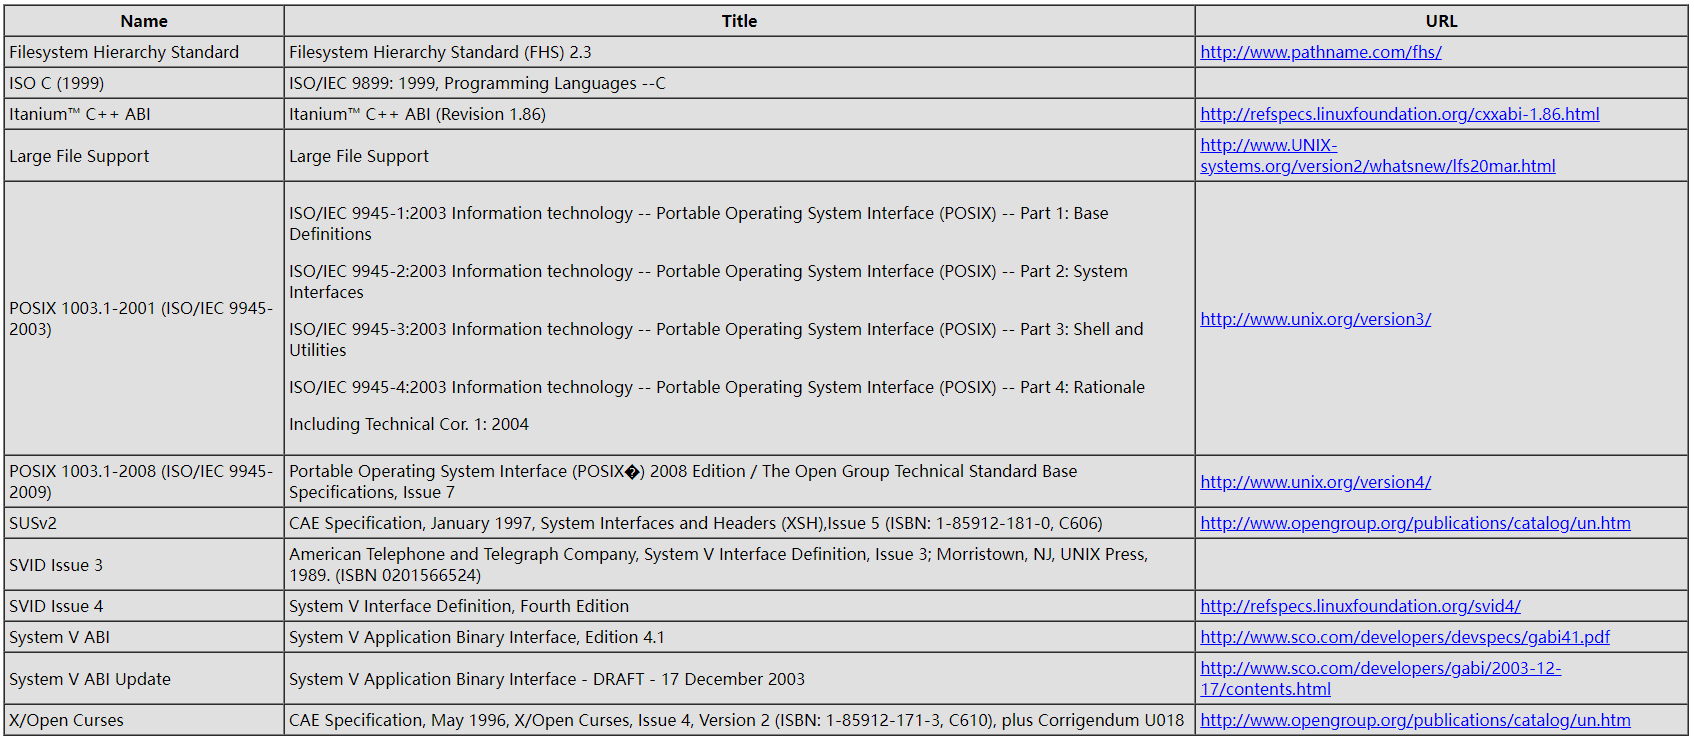 Name Title URL
Filesystem Hierarchy Standard Filesystem Hierarchy Standard (FHS) 2.3 http://www.pathname.com/fhs/
ISO C (1999) ISO/IEC 9899: 1999, Programming Languages --C
Itanium™ C++ ABI Itanium™ C++ ABI (Revision 1.86) http://refspecs.linuxfoundation.org/cxxabi-1.86.html
Large File Support Large File Support http://www.UNIX-
systems.org/version2/whatsnew/lfs20mar.html
POSIX 1003.1-2001 (ISO/IEC 9945-
2003)
ISO/IEC 9945-1:2003 Information technology -- Portable Operating System Interface (POSIX) -- Part 1: Base
Definitions
ISO/IEC 9945-2:2003 Information technology -- Portable Operating System Interface (POSIX) -- Part 2: System
Interfaces
ISO/IEC 9945-3:2003 Information technology -- Portable Operating System Interface (POSIX) -- Part 3: Shell and
Utilities
ISO/IEC 9945-4:2003 Information technology -- Portable Operating System Interface (POSIX) -- Part 4: Rationale
Including Technical Cor. 1: 2004
http://www.unix.org/version3/
POSIX 1003.1-2008 (ISO/IEC 9945-
2009)
Portable Operating System Interface (POSIX�) 2008 Edition / The Open Group Technical Standard Base
Specifications, Issue 7
http://www.unix.org/version4/
SUSv2 CAE Specification, January 1997, System Interfaces and Headers (XSH),Issue 5 (ISBN: 1-85912-181-0, C606) http://www.opengroup.org/publications/catalog/un.htm
SVID Issue 3
American Telephone and Telegraph Company, System V Interface Definition, Issue 3; Morristown, NJ, UNIX Press,
1989. (ISBN 0201566524)
SVID Issue 4 System V Interface Definition, Fourth Edition http://refspecs.linuxfoundation.org/svid4/
System V ABI System V Application Binary Interface, Edition 4.1 http://www.sco.com/developers/devspecs/gabi41.pdf
System V ABI Update System V Application Binary Interface - DRAFT - 17 December 2003 http://www.sco.com/developers/gabi/2003-12-
17/contents.html
X/Open Curses CAE Specification, May 1996, X/Open Curses, Issue 4, Version 2 (ISBN: 1-85912-171-3, C610), plus Corrigendum U018 http://www.opengroup.org/publications/catalog/un.htm